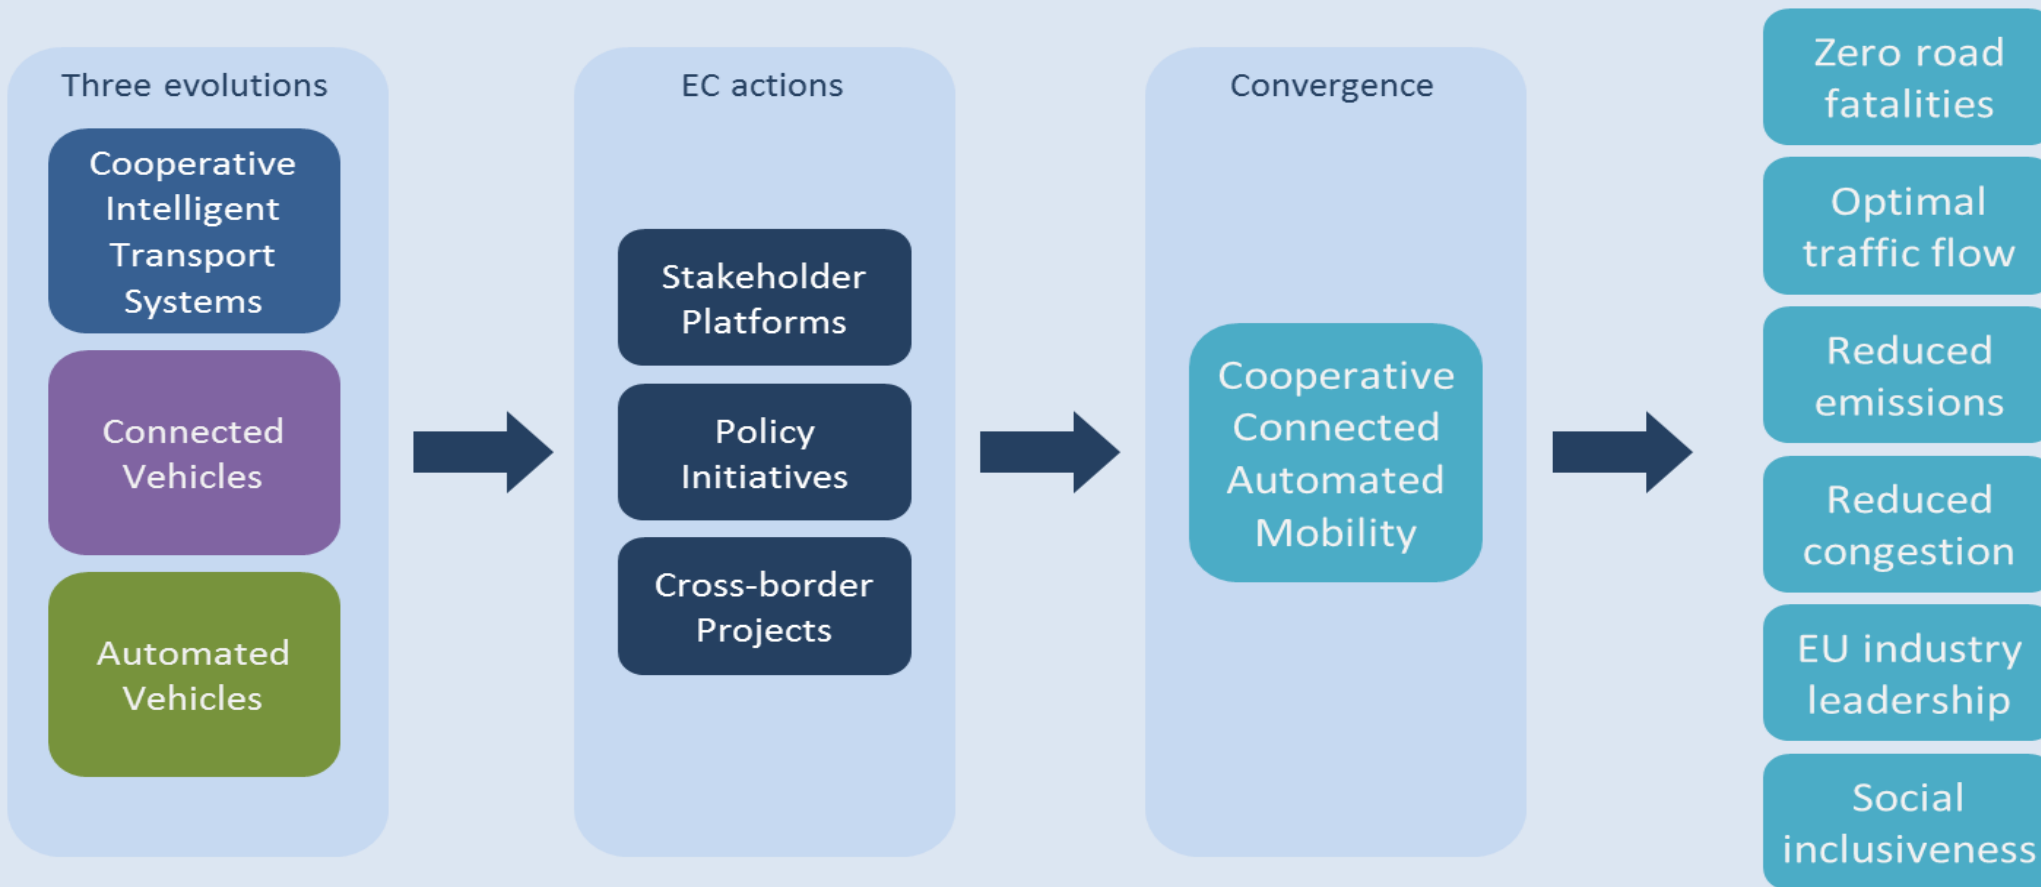 Three evolutions
Cooperative
Intelligent
Transport
Systems
Connected
Vehicles
Automated
Vehicles
EC actions
Stakeholder
Platforms
Policy
Initiatives
Cross-border
Projects
Convergence
Cooperative
Connected
Automated
Mobility
Zero road
fatalities
Optimal
traffic flow
Reduced
emissions
Reduced
congestion
EU industry
leadership
Social
inclusiveness